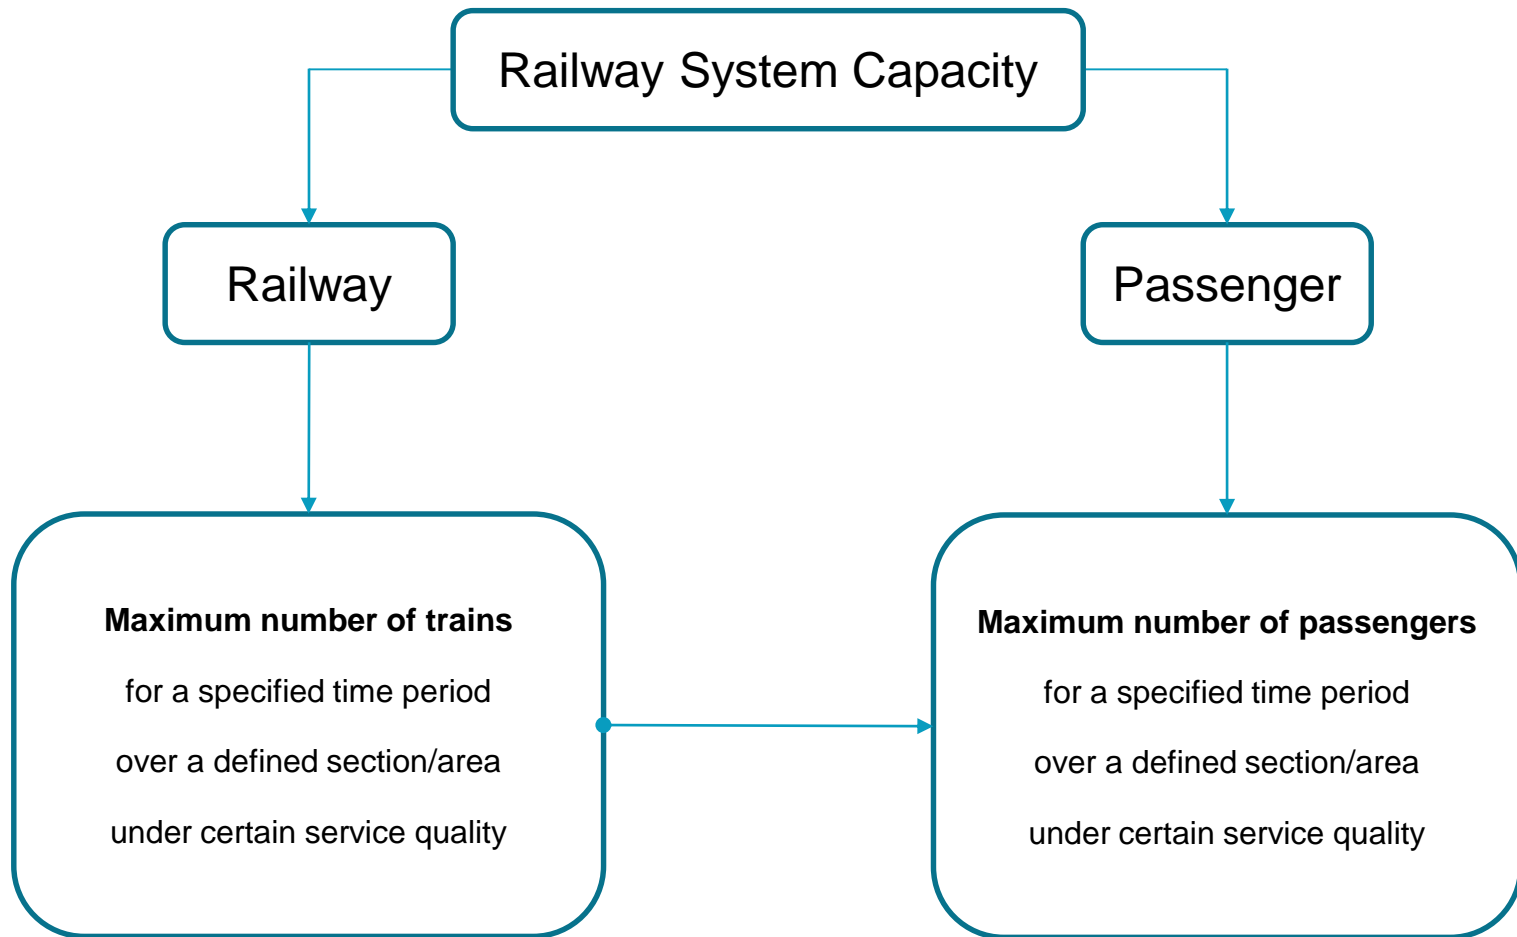 Railway System Capacity
Railway
Passenger
Maximum number of trains
for a specified time period
over a defined section/area
under certain service quality
Maximum number of passengers
for a specified time period
over a defined section/area
under certain service quality